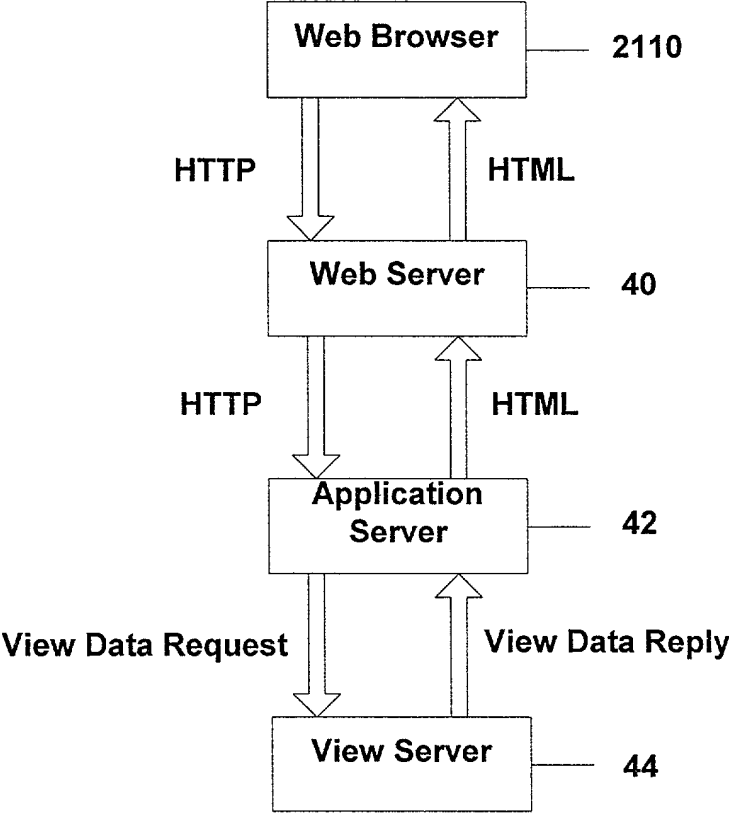 Web Browser
2110
HTTP
HTML
Web Server
40
HTTP
HTML
Application
Server
42
View Data Request
View Data Reply
View Server
44